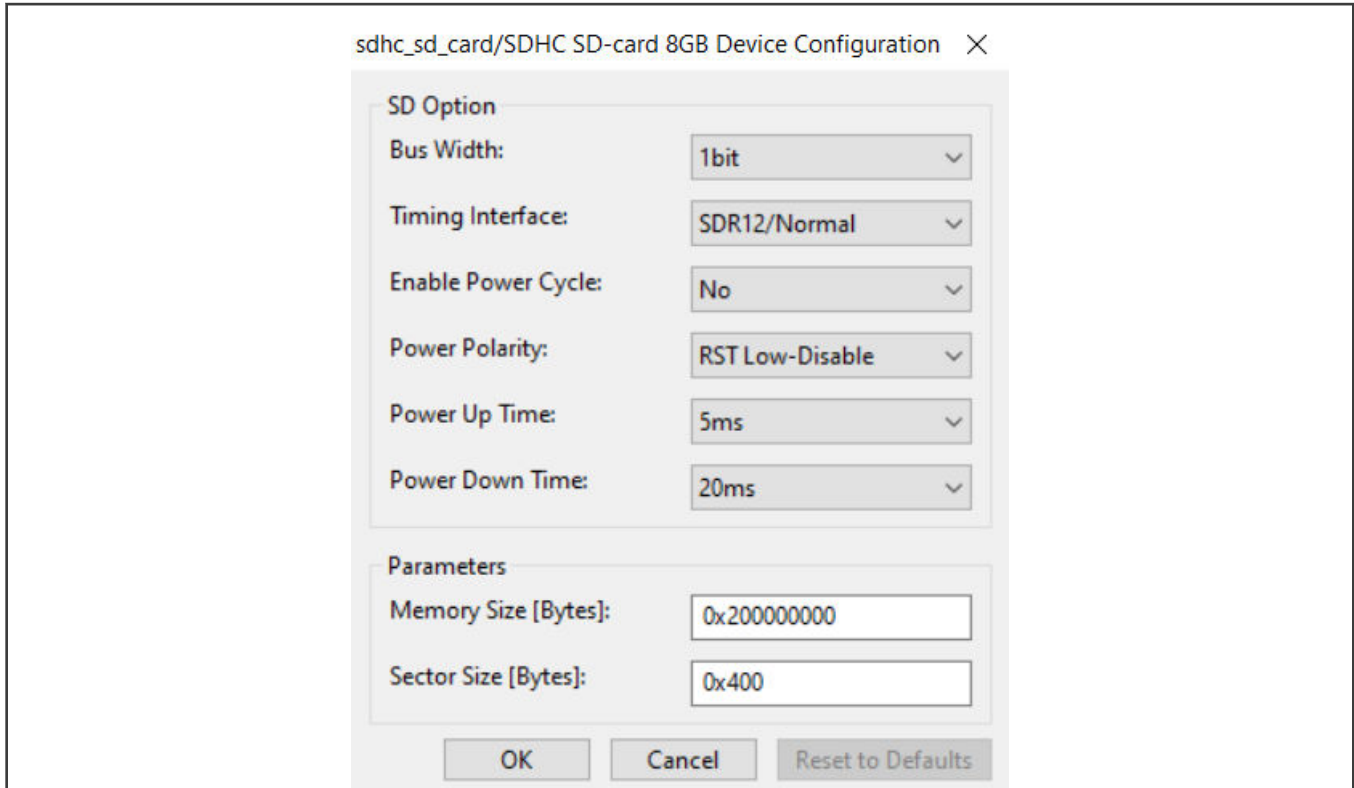 sdhc_sd_card/SDHC SD-card 8GB Device Configuration
SD Option
Bus Width: 1bit
Timing Interface: SDR12/Normal
Enable Power Cycle: No
Power Polarity: RST Low-Disable
Power Up Time: 5ms
Power Down Time: 20ms
Parameters
Memory Size [Bytes]: 0x200000000
Sector Size [Bytes]: 0x400
OK Cancel Reset to Defaults